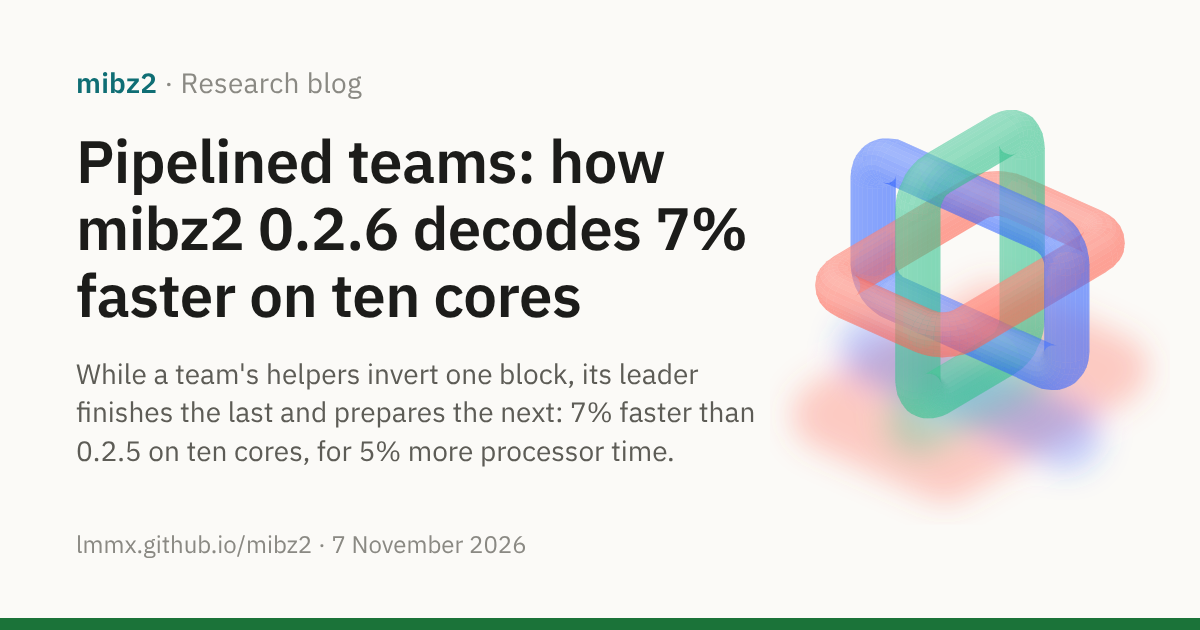 mibz2 · Research blog
Pipelined teams: how
mibz2 0.2.6 decodes 7%
faster on ten cores
While a team's helpers invert one block, its leader
finishes the last and prepares the next: 7% faster than
0.2.5 on ten cores, for 5% more processor time.
lmmx.github.io/mibz2 · 7 November 2026